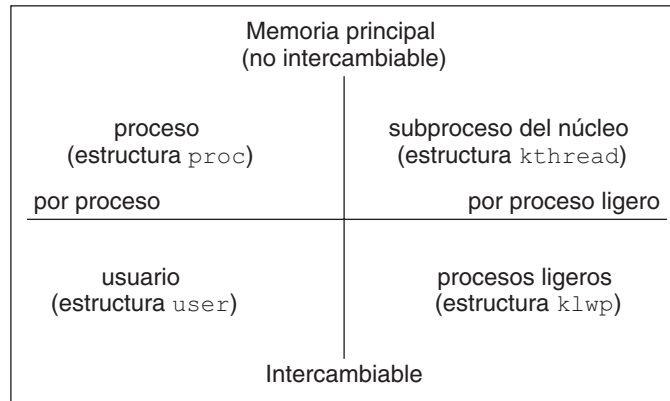 Memoria principal
(no intercambiable)
proceso
(estructura proc)
subproceso del núcleo
(estructura kthread)
por proceso
por proceso ligero
usuario
(estructura user)
procesos ligeros
(estructura klwp)
Intercambiable